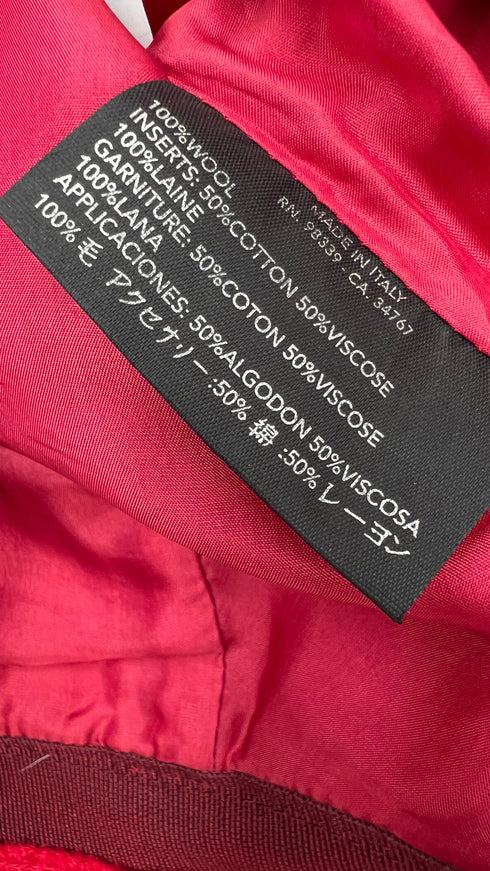 MADE IN ITALY
RN. 98339 - CA. 34767
100%WOOL
INSERTS: 50%COTTON 50%VISCOSE
100%LAINE
GARNITURE: 50%COTON 50%VISCOSE
100%LANA
APPLICACIONES: 50%ALGODON 50%VISCOSA
100% 毛 アクセサリー :50% 綿 :50% レーヨン